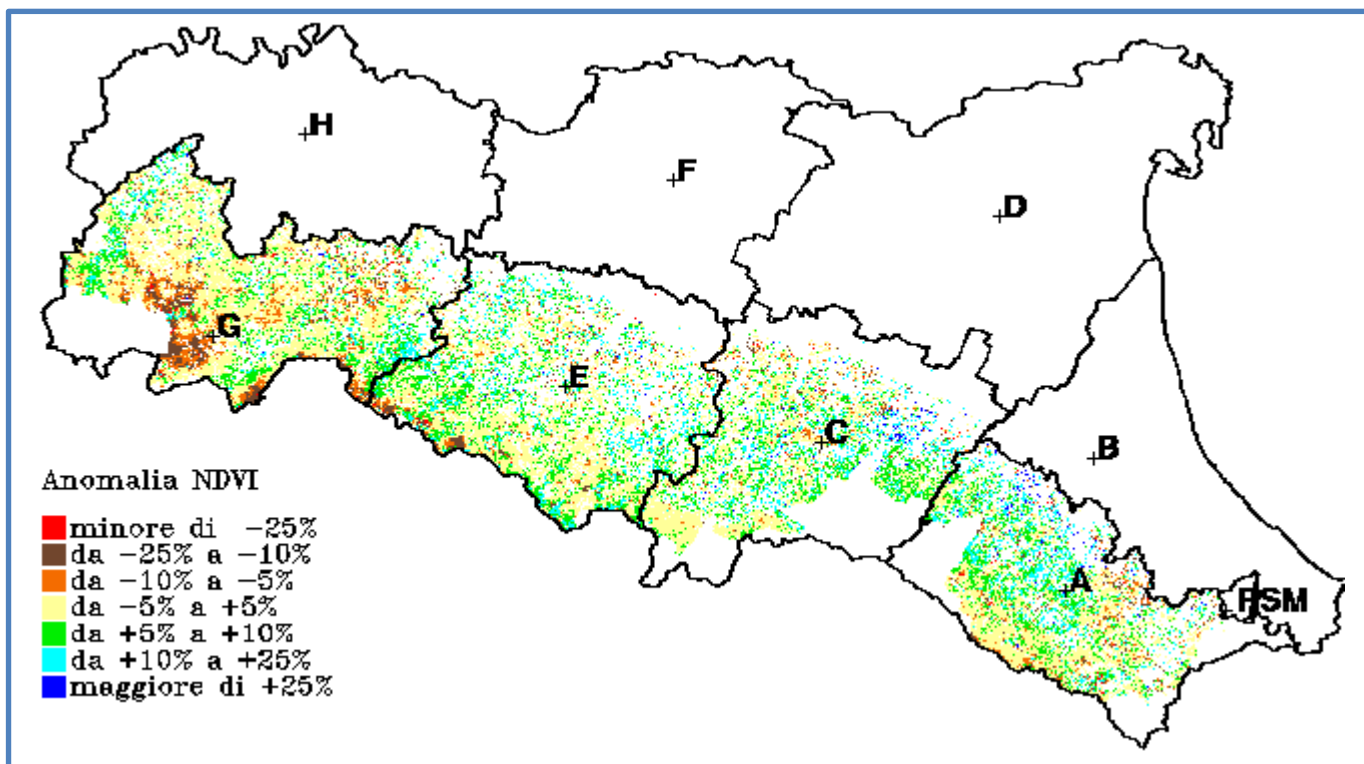 H
F
D
G
E
C
B
A
RSM
Anomalia NDVI
minore di -25%
da -25% a -10%
da -10% a -5%
da -5% a +5%
da +5% a +10%
da +10% a +25%
maggiore di +25%